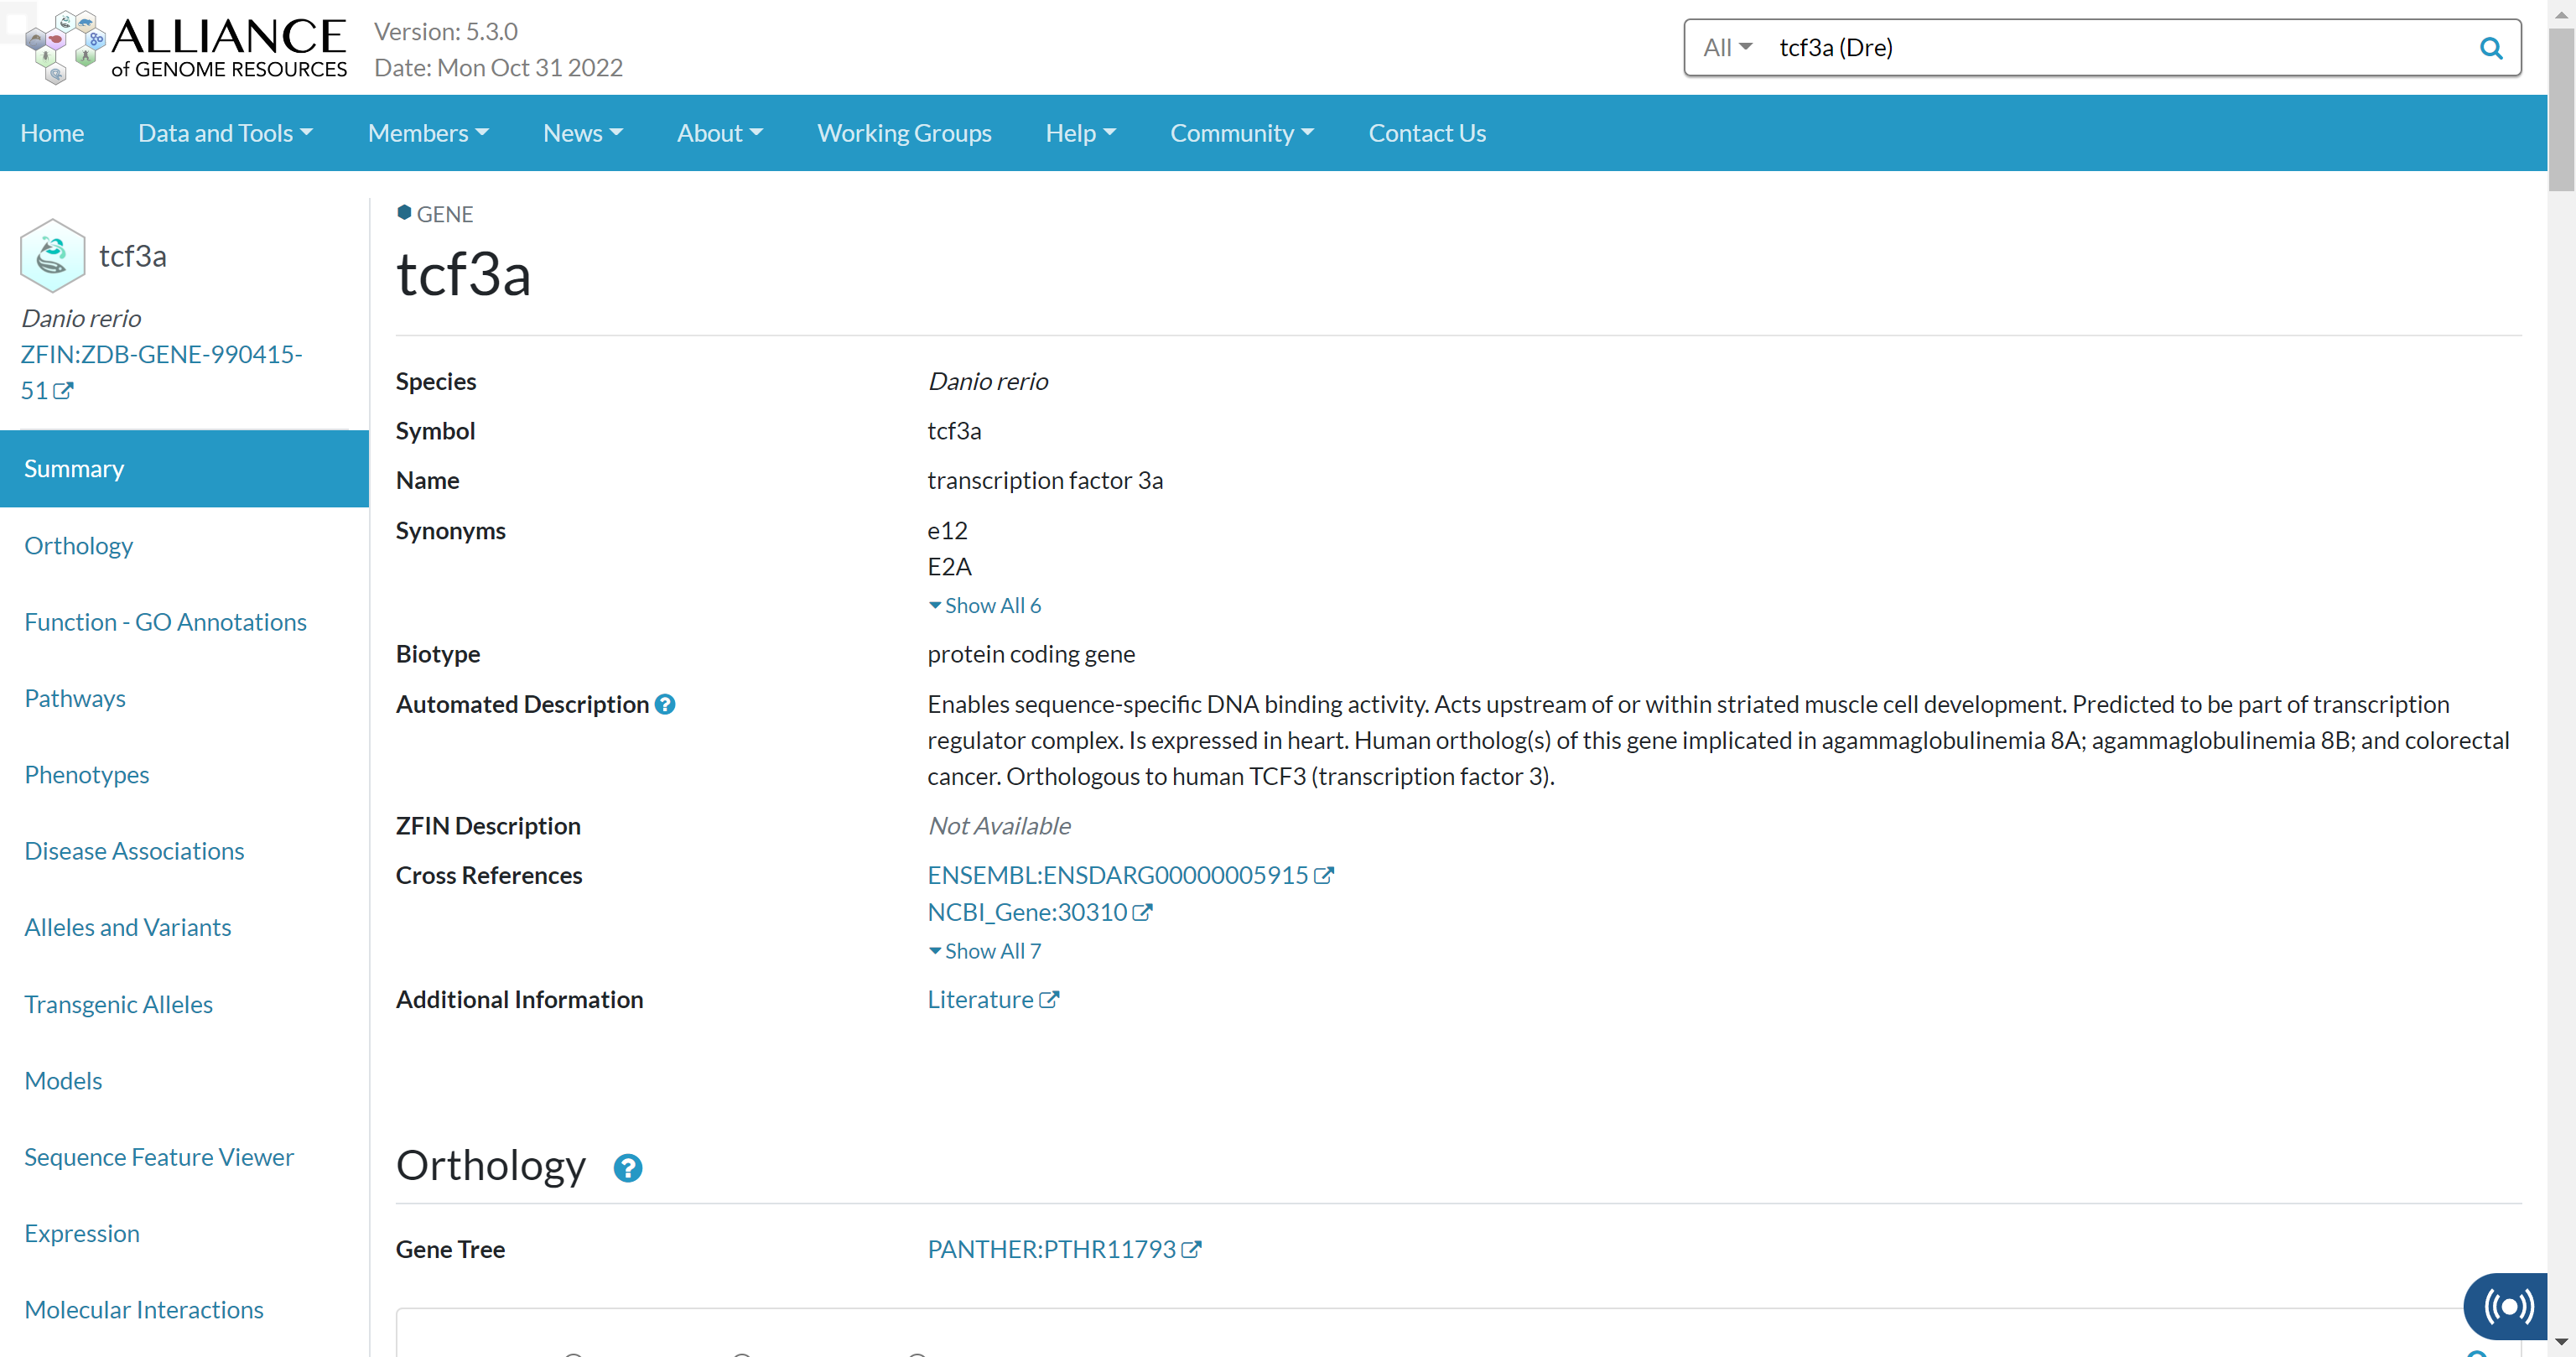 ALLIANCE
of GENOME RESOURCES
Version: 5.3.0
Date: Mon Oct 31 2022
All
tcf3a (Dre)
Home
Data and Tools
Members
News
About
Working Groups
Help
Community
Contact Us
tcf3a
Danio rerio
ZFIN:ZDB-GENE-990415-
51
Summary
Orthology
Function - GO Annotations
Pathways
Phenotypes
Disease Associations
Alleles and Variants
Transgenic Alleles
Models
Sequence Feature Viewer
Expression
Molecular Interactions
GENE
tcf3a
Species
Danio rerio
Symbol
tcf3a
Name
transcription factor 3a
Synonyms
e12
E2A
Show All 6
Biotype
protein coding gene
Automated Description
Enables sequence-specific DNA binding activity. Acts upstream of or within striated muscle cell development. Predicted to be part of transcription
regulator complex. Is expressed in heart. Human ortholog(s) of this gene implicated in agammaglobulinemia 8A; agammaglobulinemia 8B; and colorectal
cancer. Orthologous to human TCF3 (transcription factor 3).
ZFIN Description
Not Available
Cross References
ENSEMBL:ENSDARG00000005915
NCBI_Gene:30310
Show All 7
Additional Information
Literature
Orthology
Gene Tree
PANTHER:PTHR11793